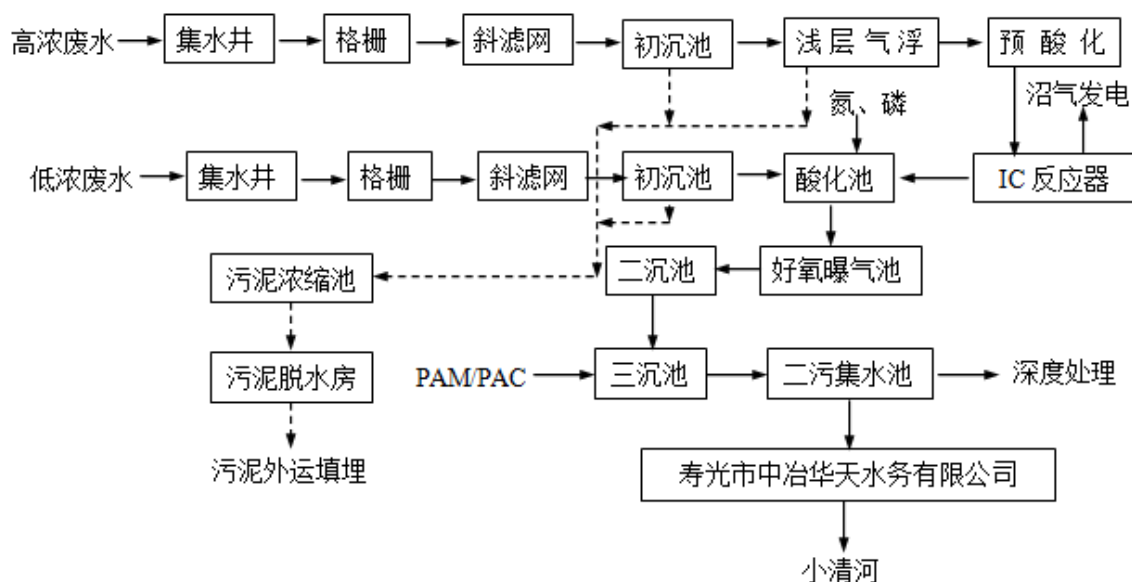 高浓废水
集水井
格栅
斜滤网
初沉池
浅层气浮
预酸化
氮、磷
沼气发电
低浓废水
集水井
格栅
斜滤网
初沉池
酸化池
IC 反应器
污泥浓缩池
二沉池
好氧曝气池
污泥脱水房
PAM/PAC
三沉池
二污集水池
深度处理
污泥外运填埋
寿光市中冶华天水务有限公司
小清河